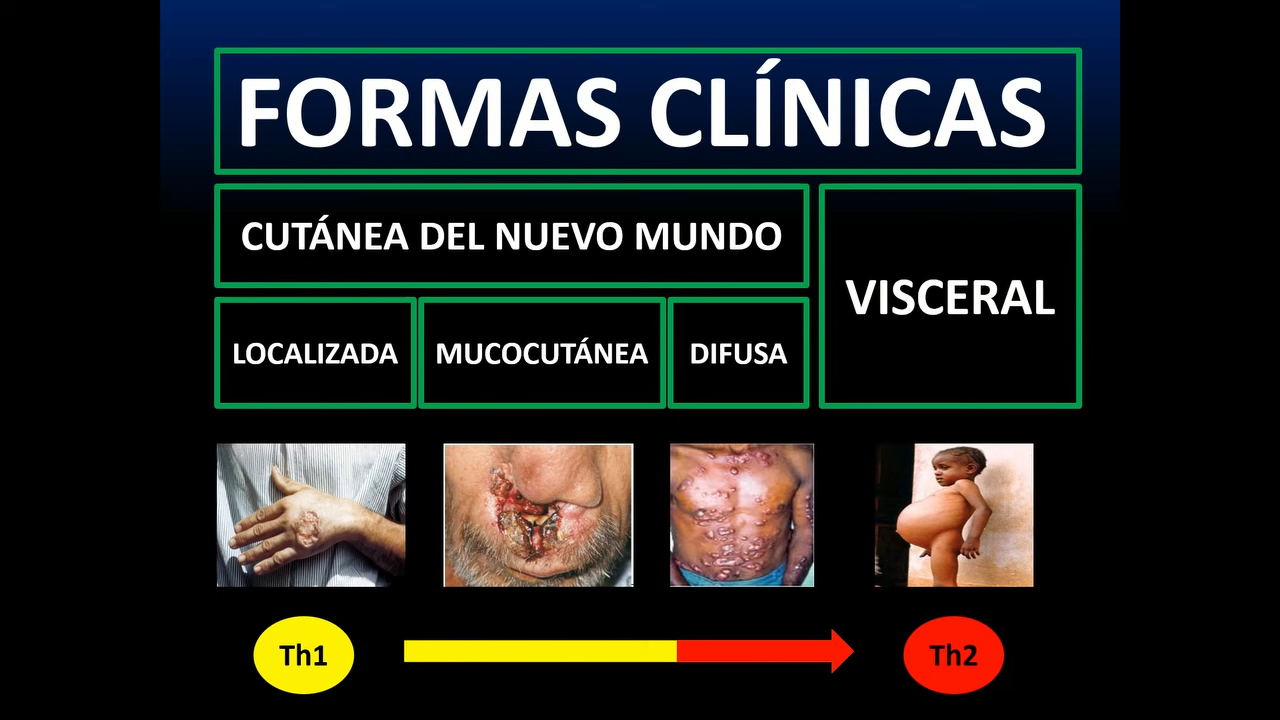 FORMAS CLÍNICAS
CUTÁNEA DEL NUEVO MUNDO
VISCERAL
LOCALIZADA
MUCOCUTÁNEA
DIFUSA
Th1
Th2